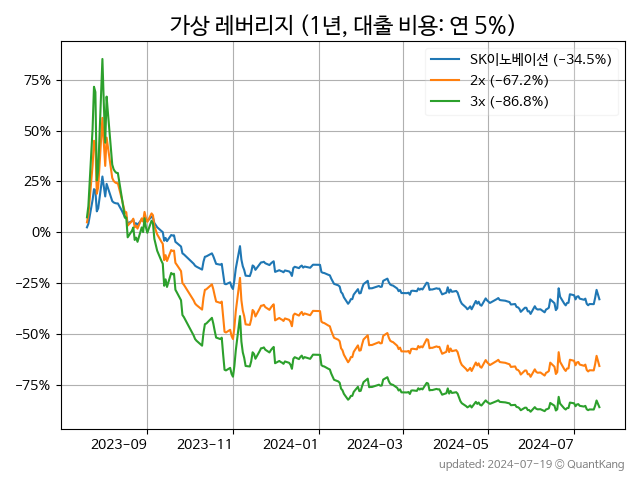 가상 레버리지 (1년, 대출 비용: 연 5%)
SK이노베이션 (−34.5%)
2x (−67.2%)
3x (−86.8%)
75%
50%
25%
0%
−25%
−50%
−75%
2023-09 2023-11 2024-01 2024-03 2024-05 2024-07
updated: 2024-07-19 © QuantKang